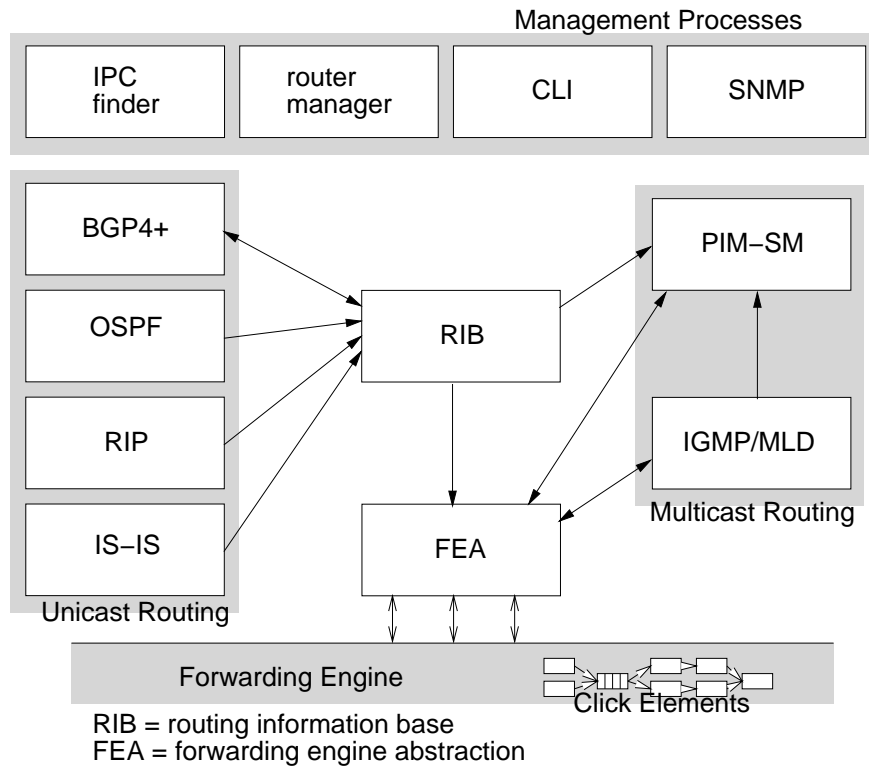 Management Processes
IPC
finder
router
manager
CLI
SNMP
BGP4+
OSPF
RIP
IS−IS
Unicast Routing
RIB
FEA
PIM−SM
IGMP/MLD
Multicast Routing
Forwarding Engine
Click Elements
RIB = routing information base
FEA = forwarding engine abstraction